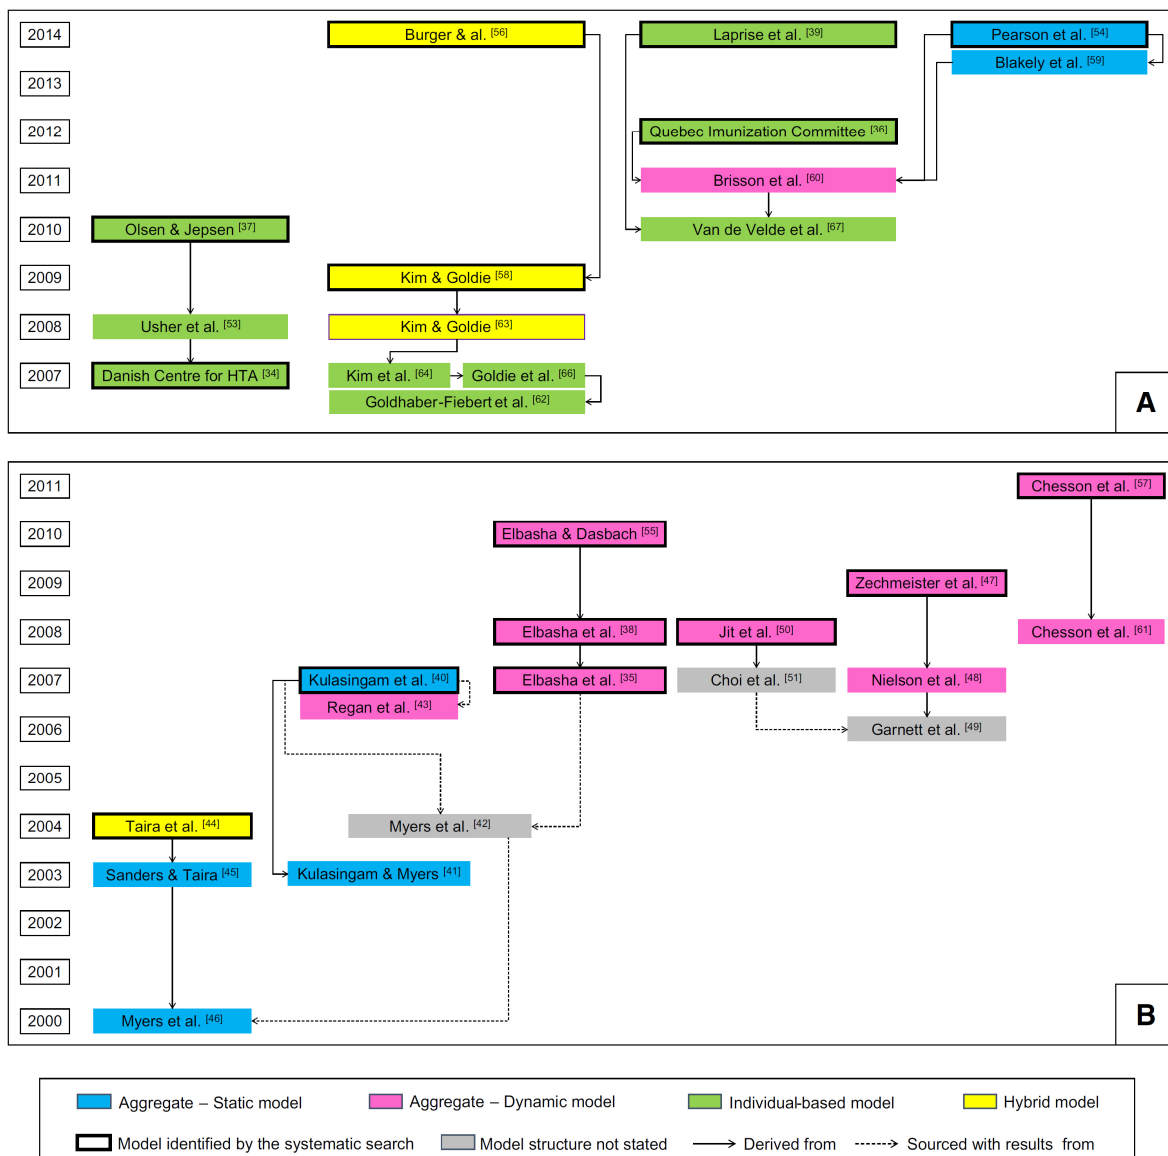 2014 Burger & al. [56] Laprise et al. [39] Pearson et al. [54]
Blakely et al. [59]
2013
2012 Quebec Imunization Committee [36]
2011 Brisson et al. [60]
2010 Olsen & Jepsen [37] Van de Velde et al. [67]
2009 Kim & Goldie [58]
2008 Usher et al. [53] Kim & Goldie [63]
2007 Danish Centre for HTA [34] Kim et al. [64] Goldie et al. [66]
Goldhaber-Fiebert et al. [62]
A
2011 Chesson et al. [57]
2010 Elbasha & Dasbach [55]
2009 Zechmeister et al. [47]
2008 Elbasha et al. [38] Jit et al. [50] Chesson et al. [61]
2007 Kulasingam et al. [40] Elbasha et al. [35] Choi et al. [51] Nielson et al. [48]
Regan et al. [43]
2006 Garnett et al. [49]
2005
2004 Taira et al. [44] Myers et al. [42]
2003 Sanders & Taira [45] Kulasingam & Myers [41]
2002
2001
2000 Myers et al. [46]
B
Aggregate – Static model Aggregate – Dynamic model Individual-based model Hybrid model
Model identified by the systematic search Model structure not stated Derived from Sourced with results from